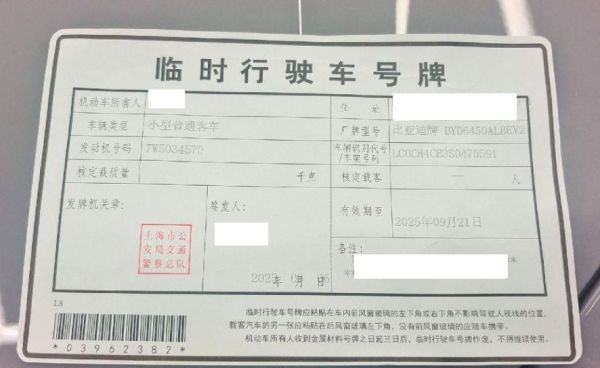 临时行驶车号牌
机动车所有人 住 址
车辆类型 小型普通客车 厂牌型号 比亚迪牌 BYD6450ALBEV2
发动机号码 7W5034570 车辆识别代号/车架号码 LC0CH4CB3S0470591
核定载质量 千克 核定载客 — 人
发牌机关章: 签发人: 有效期至 2025年09月21日
上海市公
安局交通
警察总队
备注:
2025 年 月 日
L8
*03962382*
临时行驶车号牌应粘贴在车内前风窗玻璃的左下角或右下角不影响驾驶人视线的位置,
载客汽车的另一张应粘贴在后风窗玻璃左下角, 没有前风窗玻璃的应随车携带。
机动车所有人收到金属材料号牌之日起三日后, 临时行驶车号牌作废, 不得继续使用。